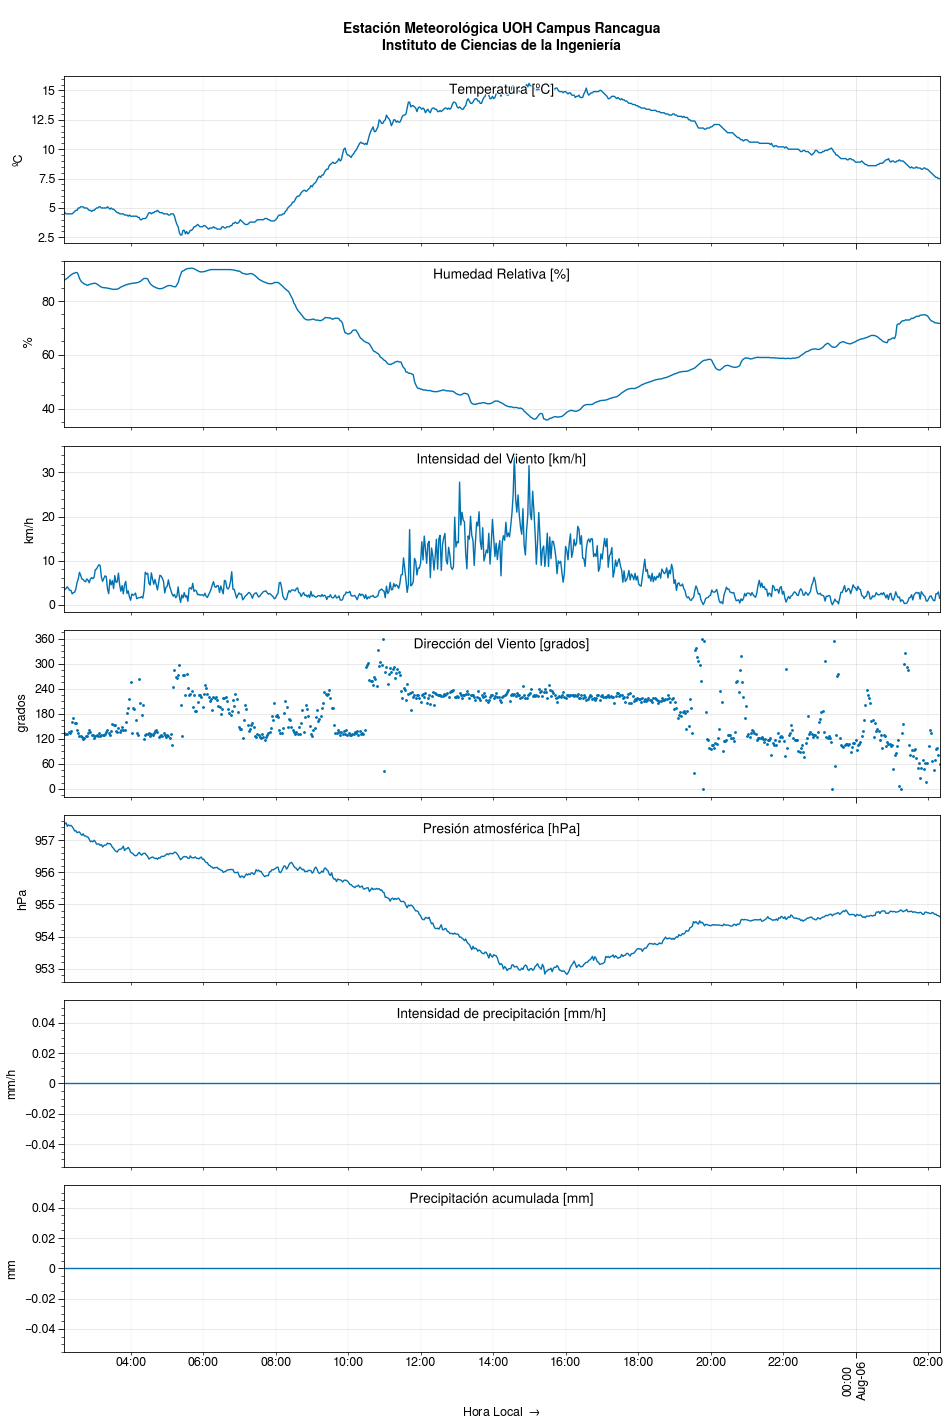 Estación Meteorológica UOH Campus Rancagua
Instituto de Ciencias de la Ingeniería
Temperatura [ºC]
ºC
15
12.5
10
7.5
5
2.5
Humedad Relativa [%]
%
80
60
40
Intensidad del Viento [km/h]
km/h
30
20
10
0
Dirección del Viento [grados]
grados
360
300
240
180
120
60
0
Presión atmosférica [hPa]
hPa
957
956
955
954
953
Intensidad de precipitación [mm/h]
mm/h
0.04
0.02
0
−0.02
−0.04
Precipitación acumulada [mm]
mm
0.04
0.02
0
−0.02
−0.04
04:00 06:00 08:00 10:00 12:00 14:00 16:00 18:00 20:00 22:00 00:00 02:00
Aug-06
Hora Local →